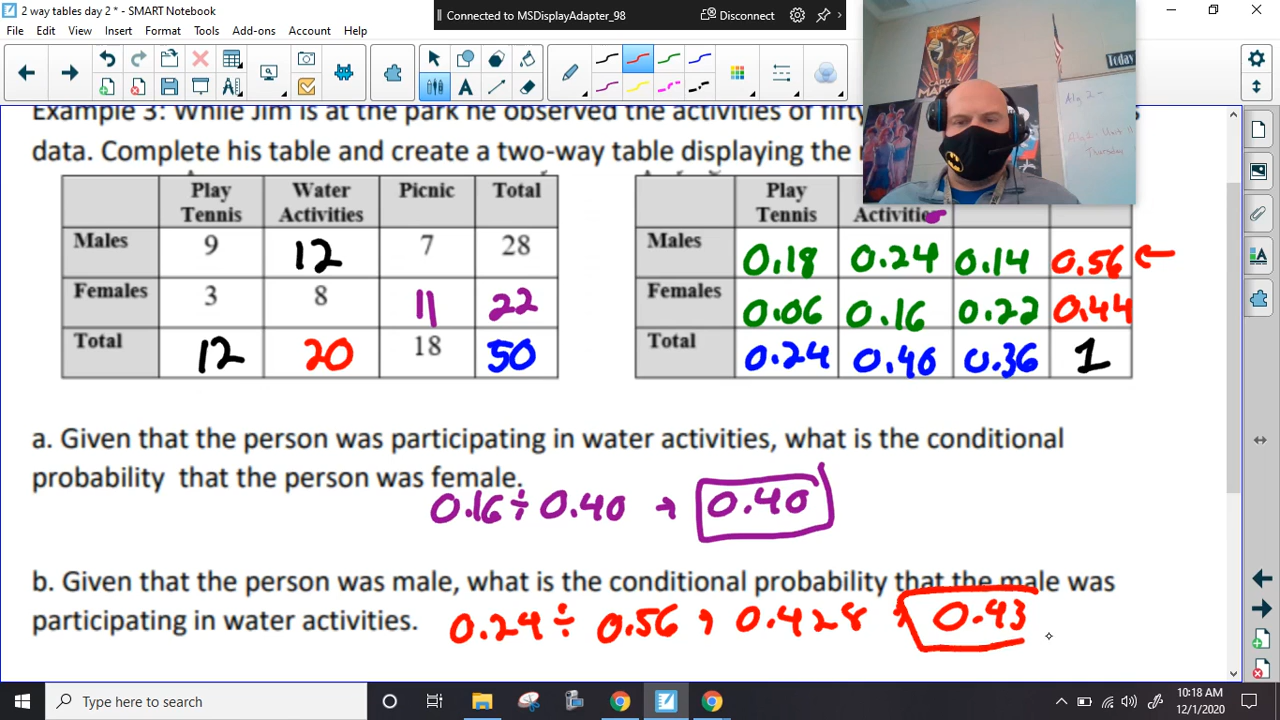 2 way tables day 2 * - SMART Notebook
Connected to MSDisplayAdapter_98
Disconnect
File Edit View Insert Format Tools Add-ons Account Help
Today
Alg 2 -
Thursday
Example 3: While Jim is at the park he observed the activities of fifty
data. Complete his table and create a two-way table displaying the
Play Tennis Water Activities Picnic Total
Males 9 12 7 28
Females 3 8 11 22
Total 12 20 18 50
Play Tennis Activities
Males 0.18 0.24 0.14 0.56 ←
Females 0.06 0.16 0.22 0.44
Total 0.24 0.40 0.36 1
a. Given that the person was participating in water activities, what is the conditional
probability that the person was female.
0.16 ÷ 0.40 → 0.40
b. Given that the person was male, what is the conditional probability that the male was
participating in water activities.
0.24 ÷ 0.56 → 0.428 → 0.43
Type here to search
10:18 AM
12/1/2020